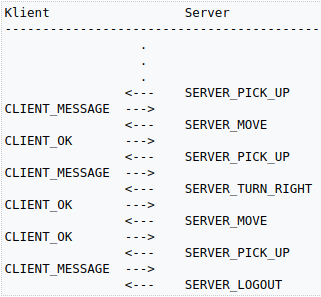 Klient                  Server
------------------------------------------
                  .
                  .
                  .
                <---    SERVER_PICK_UP
CLIENT_MESSAGE  --->
                <---    SERVER_MOVE
CLIENT_OK       --->
                <---    SERVER_PICK_UP
CLIENT_MESSAGE  --->
                <---    SERVER_TURN_RIGHT
CLIENT_OK       --->
                <---    SERVER_MOVE
CLIENT_OK       --->
                <---    SERVER_PICK_UP
CLIENT_MESSAGE  --->
                <---    SERVER_LOGOUT